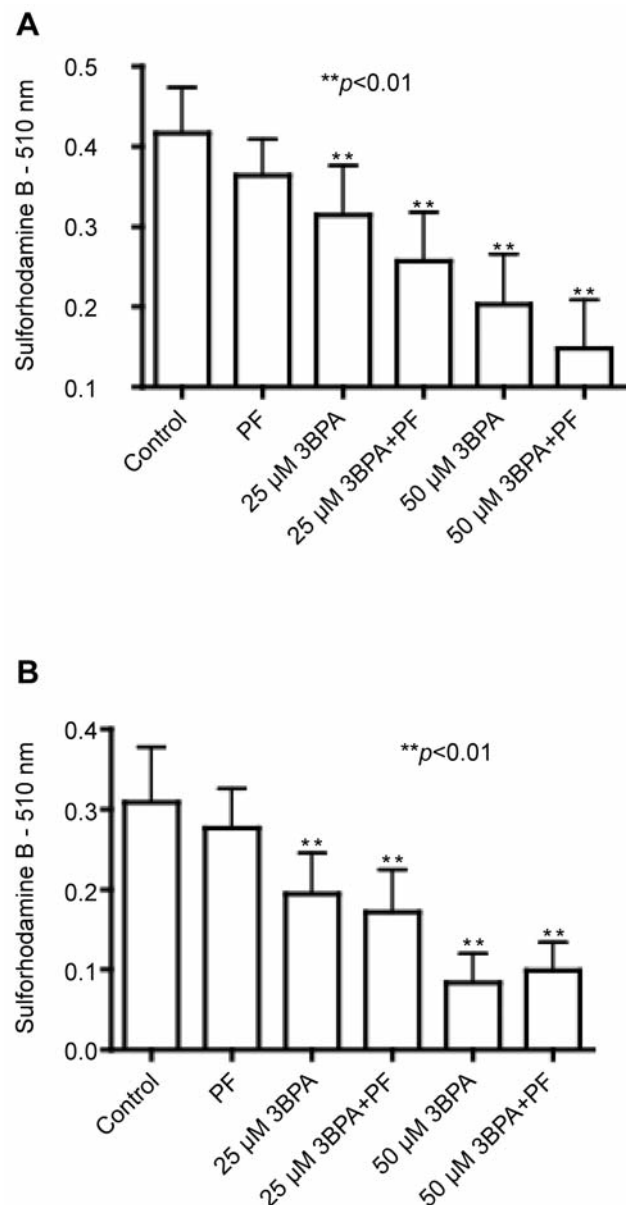 A
Sulforhodamine B - 510 nm
0.5
0.4
0.3
0.2
0.1
**p<0.01
**
**
**
**
Control
PF
25 µM 3BPA
25 µM 3BPA+PF
50 µM 3BPA
50 µM 3BPA+PF
B
Sulforhodamine B - 510 nm
0.4
0.3
0.2
0.1
0.0
**p<0.01
**
**
**
**
Control
PF
25 µM 3BPA
25 µM 3BPA+PF
50 µM 3BPA
50 µM 3BPA+PF